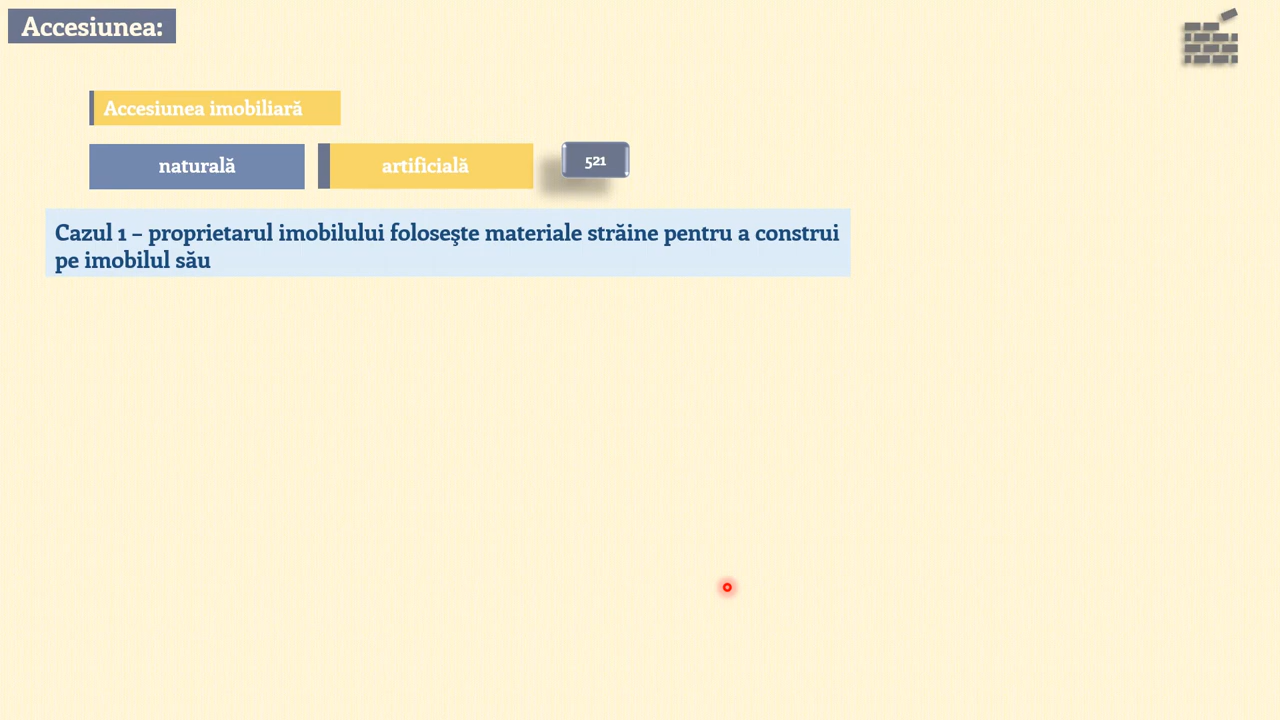 Accesiunea:
Accesiunea imobiliară
naturală
artificială
521
Cazul 1 – proprietarul imobilului foloseşte materiale străine pentru a construi
pe imobilul său